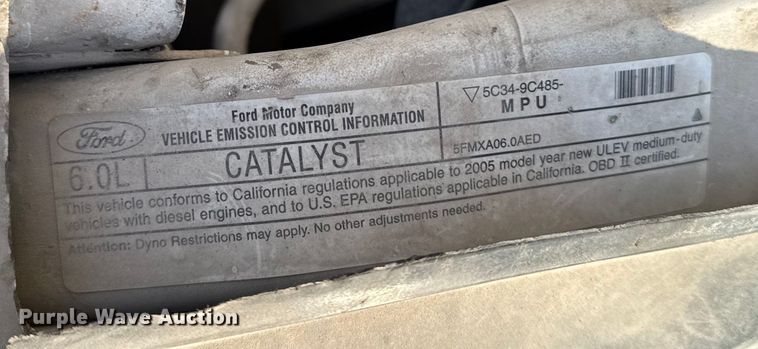 Ford
Ford Motor Company
VEHICLE EMISSION CONTROL INFORMATION
5C34-9C485-
MPU
6.0L
CATALYST
5FMXA06.0AED
This vehicle conforms to California regulations applicable to 2005 model year new ULEV medium-duty
vehicles with diesel engines, and to U.S. EPA regulations applicable in California. OBD II certified.
Attention: Dyno Restrictions may apply. No other adjustments needed.
Purple Wave Auction